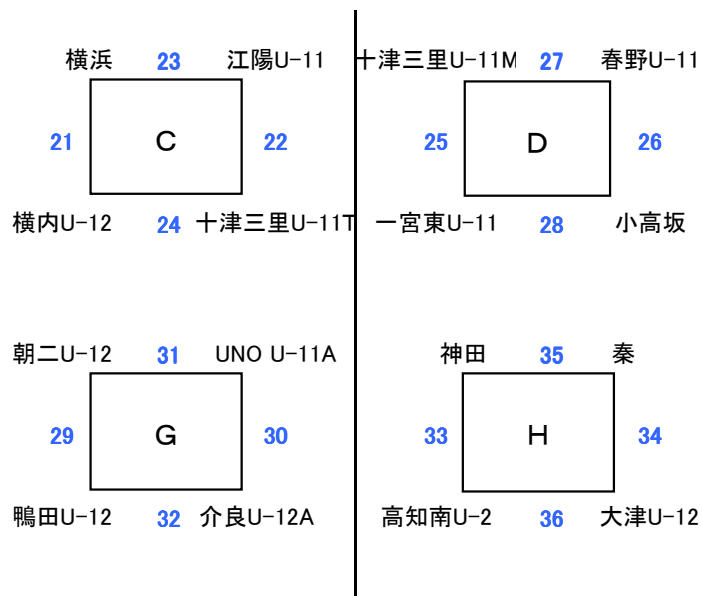 横浜 23 江陽U-11
21 C 22
横内U-12 24 十津三里U-11T
十津三里U-11M 27 春野U-11
25 D 26
一宮東U-11 28 小高坂
朝二U-12 31 UNO U-11A
29 G 30
鴨田U-12 32 介良U-12A
神田 35 秦
33 H 34
高知南U-2 36 大津U-12